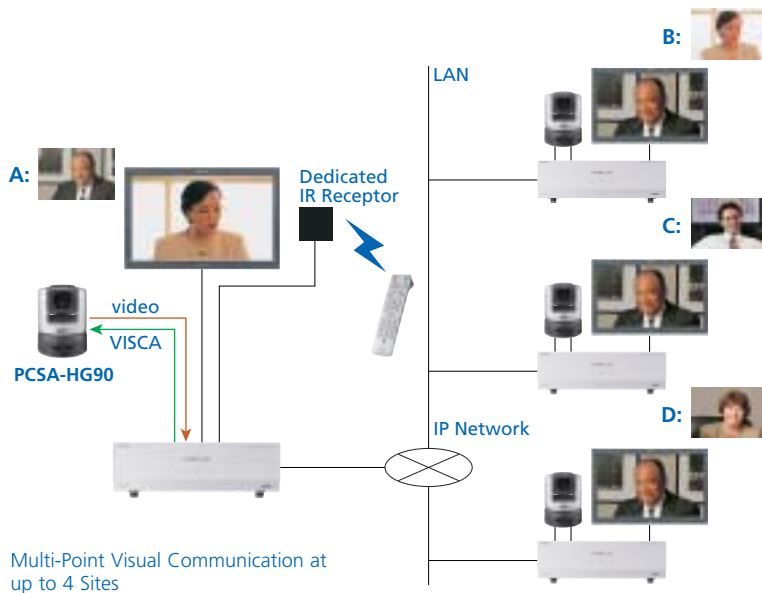 B:
LAN
A:
Dedicated
IR Receptor
C:
video
VISCA
PCSA-HG90
D:
IP Network
Multi-Point Visual Communication at
up to 4 Sites